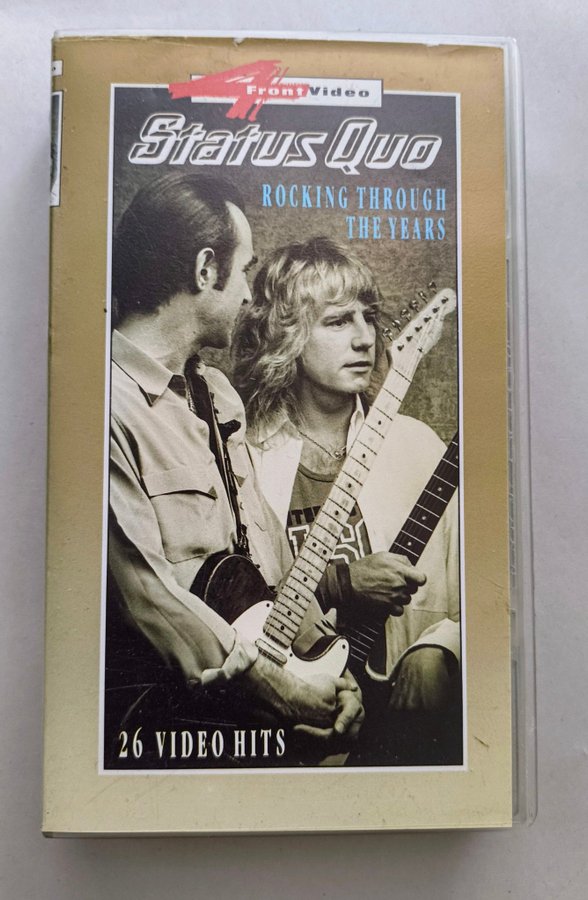 4 Front Video
Status Quo
ROCKING THROUGH
THE YEARS
26 VIDEO HITS